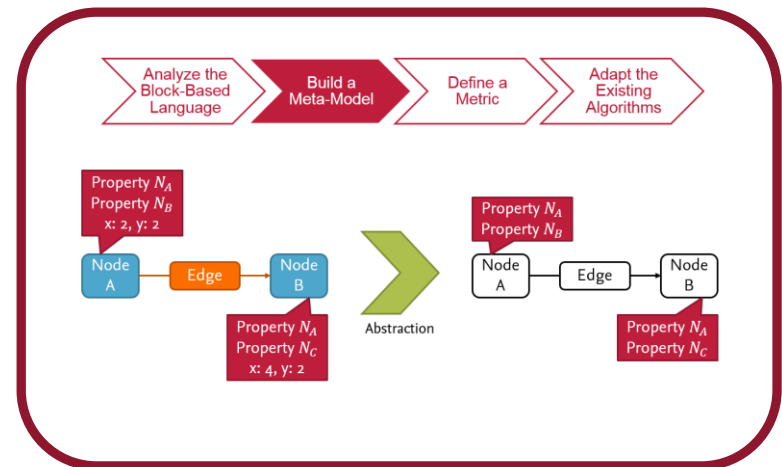 Analyze the
Block-Based
Language
Build a
Meta-Model
Define a
Metric
Adapt the
Existing
Algorithms
Property N_A
Property N_B
x: 2, y: 2
Node
A
Edge
Node
B
Property N_A
Property N_C
x: 4, y: 2
Abstraction
Property N_A
Property N_B
Node
A
Edge
Node
B
Property N_A
Property N_C